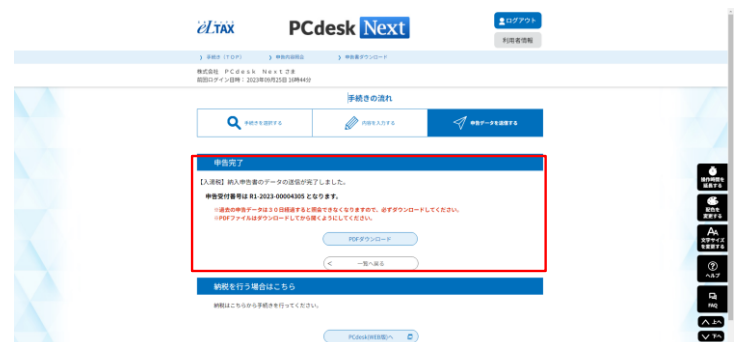 eLTAX
PCdesk Next
ログアウト
利用者情報
手続き（TOP）
申告内容照会
申告書ダウンロード
株式会社 PCdesk Nextさま
前回ログイン日時：2023年09月25日 16時44分
手続きの流れ
手続きを選択する
内容を入力する
申告データを送信する
申告完了
【入湯税】納入申告書のデータの送信が完了しました。
申告受付番号は R1-2023-00004305 となります。
※過去の申告データは３０日経過すると照会できなくなりますので、必ずダウンロードしてください。
※PDFファイルはダウンロードしてから開くようにしてください。
PDFダウンロード
一覧へ戻る
納税を行う場合はこちら
納税はこちらから手続きを行ってください。
PCdesk(WEB版)へ
操作時間を
延長する
配色を
変更する
文字サイズ
を変更する
ヘルプ
FAQ
上へ
下へ